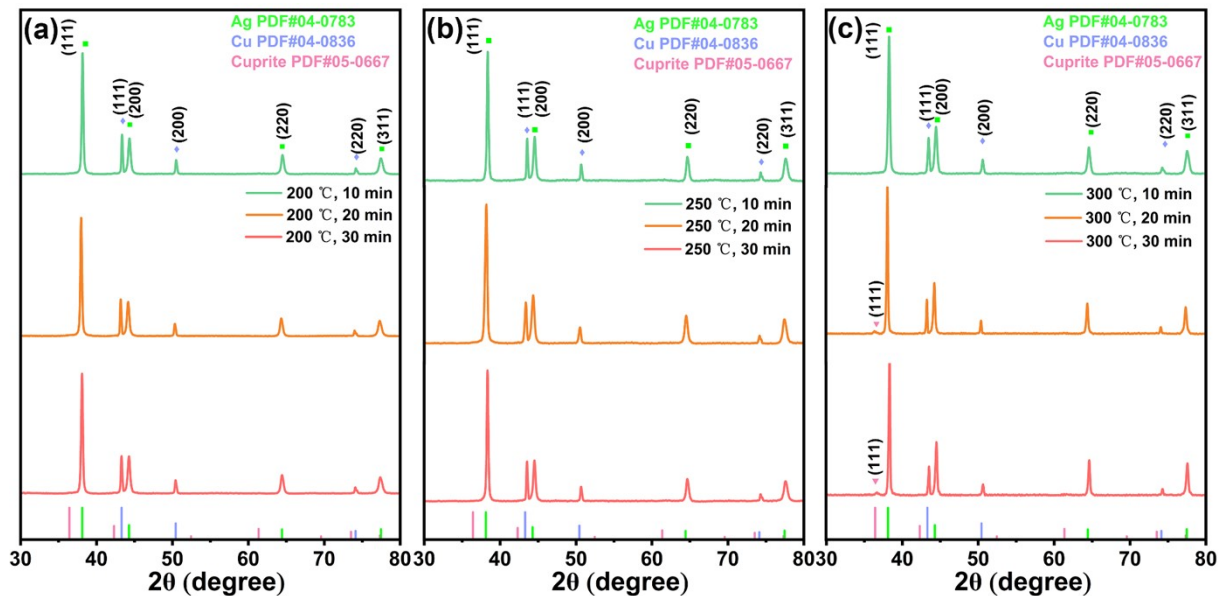 (a)
Ag PDF#04-0783
Cu PDF#04-0836
Cuprite PDF#05-0667
(111)
(111)
(200)
(200)
(220)
(220)
(311)
200 ℃, 10 min
200 ℃, 20 min
200 ℃, 30 min
30 40 50 60 70 80
2θ (degree)
(b)
Ag PDF#04-0783
Cu PDF#04-0836
Cuprite PDF#05-0667
(111)
(111)
(200)
(200)
(220)
(220)
(311)
250 ℃, 10 min
250 ℃, 20 min
250 ℃, 30 min
30 40 50 60 70 80
2θ (degree)
(c)
Ag PDF#04-0783
Cu PDF#04-0836
Cuprite PDF#05-0667
(111)
(111)
(200)
(200)
(220)
(220)
(311)
300 ℃, 10 min
300 ℃, 20 min
300 ℃, 30 min
(111)
(111)
30 40 50 60 70 80
2θ (degree)